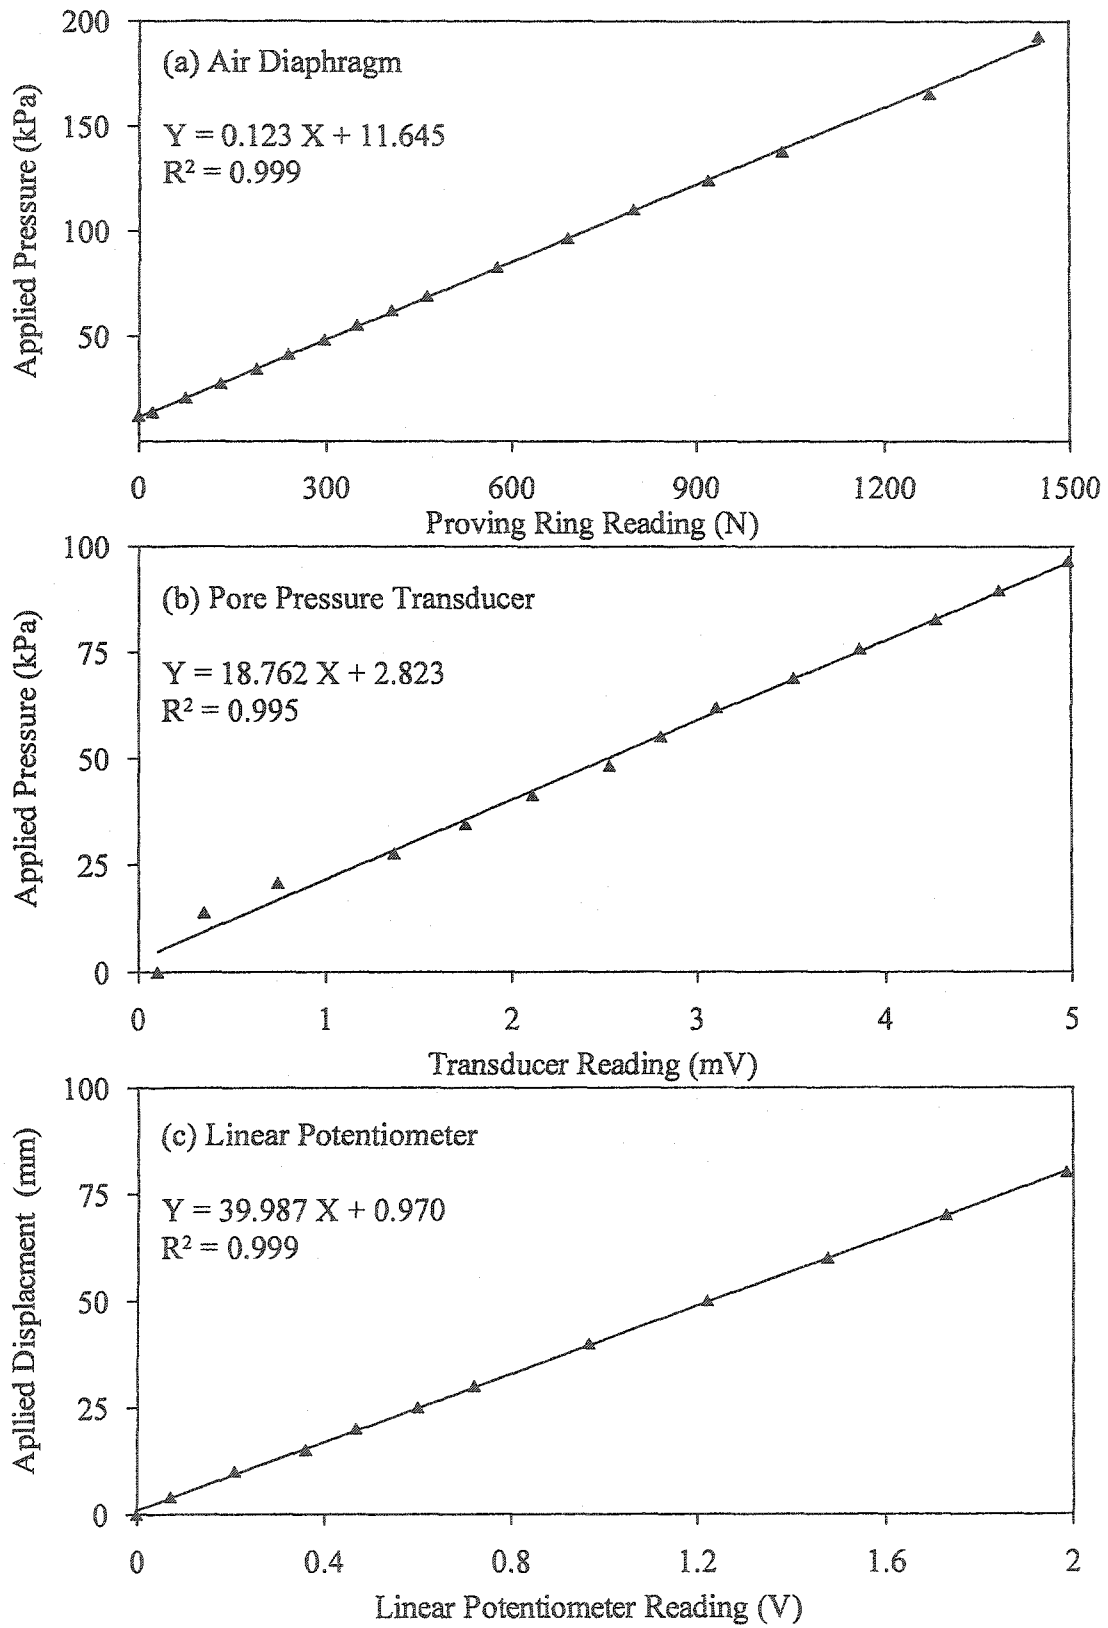 200
(a) Air Diaphragm
150
Y = 0.123 X + 11.645
R² = 0.999
100
50
Applied Pressure (kPa)
0 300 600 900 1200 1500
Proving Ring Reading (N)
100
(b) Pore Pressure Transducer
75
Y = 18.762 X + 2.823
R² = 0.995
50
25
0
Applied Pressure (kPa)
0 1 2 3 4 5
Transducer Reading (mV)
100
(c) Linear Potentiometer
75
Y = 39.987 X + 0.970
R² = 0.999
50
25
0
Apllied Displacment (mm)
0 0.4 0.8 1.2 1.6 2
Linear Potentiometer Reading (V)